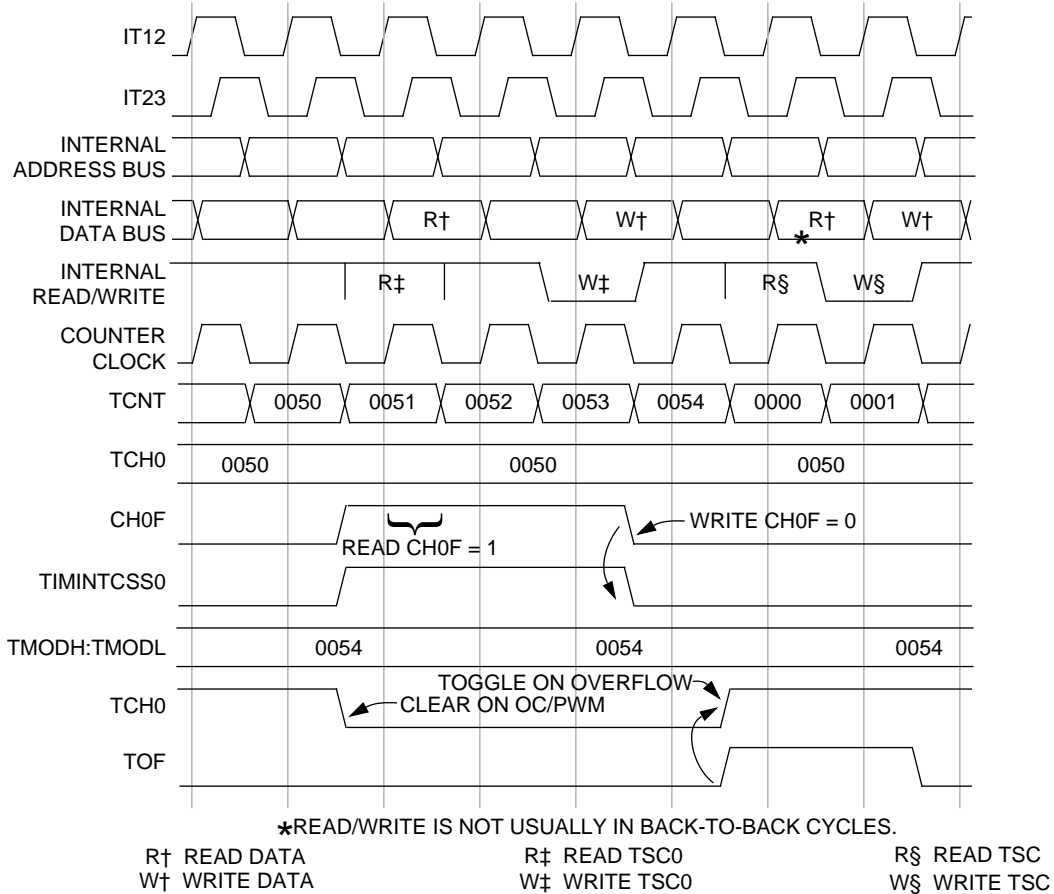 IT12
IT23
INTERNAL
ADDRESS BUS
INTERNAL
DATA BUS
R† W† R† W†
*
INTERNAL
READ/WRITE
R‡ W‡ R§ W§
COUNTER
CLOCK
TCNT
0050 0051 0052 0053 0054 0000 0001
TCH0
0050 0050 0050
CH0F
WRITE CH0F = 0
READ CH0F = 1
TIMINTCSS0
TMODH:TMODL
0054 0054 0054
TOGGLE ON OVERFLOW
TCH0
CLEAR ON OC/PWM
TOF
*READ/WRITE IS NOT USUALLY IN BACK-TO-BACK CYCLES.
R† READ DATA R‡ READ TSC0 R§ READ TSC
W† WRITE DATA W‡ WRITE TSC0 W§ WRITE TSC